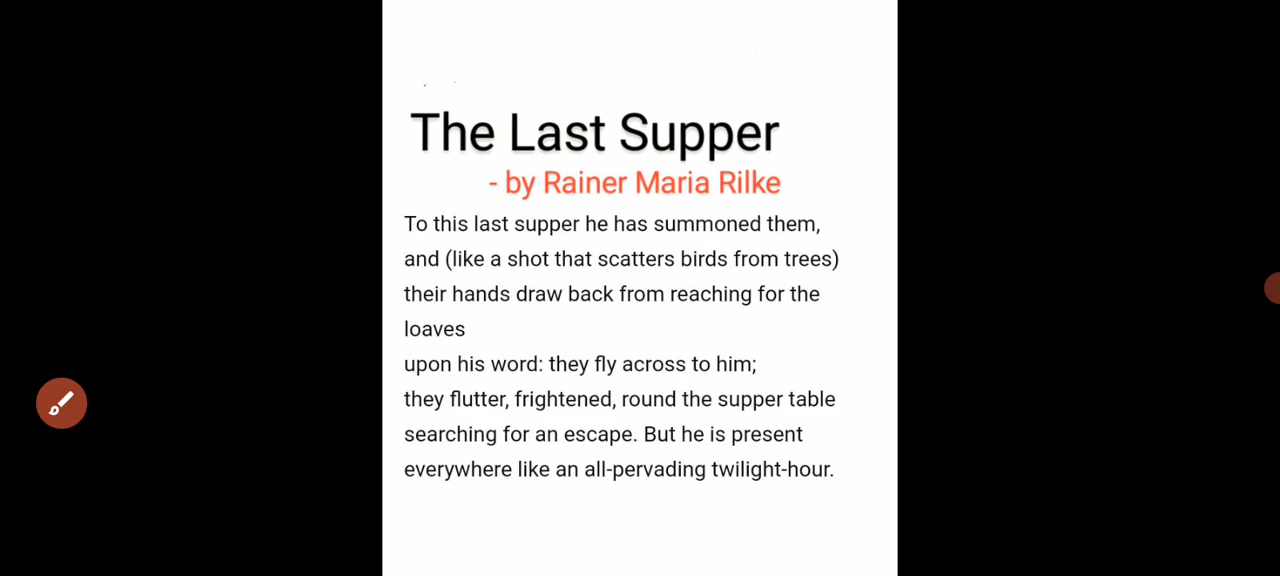 The Last Supper
- by Rainer Maria Rilke
To this last supper he has summoned them,
and (like a shot that scatters birds from trees)
their hands draw back from reaching for the
loaves
upon his word: they fly across to him;
they flutter, frightened, round the supper table
searching for an escape. But he is present
everywhere like an all-pervading twilight-hour.